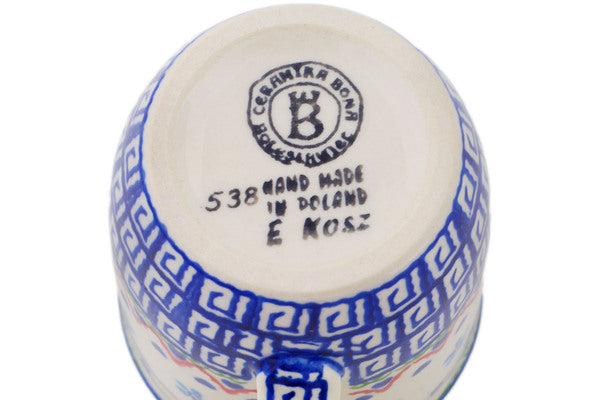 CERAMIKA BONA
BOLESŁAWIEC
B
538 HAND MADE
IN POLAND
E KOSZ